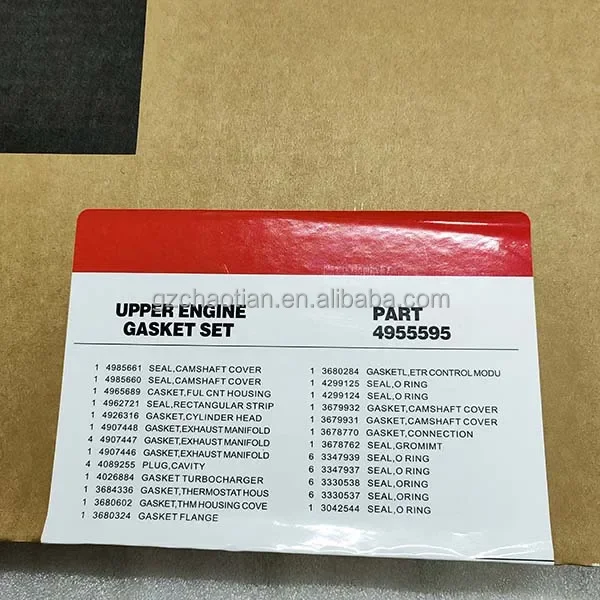 UPPER ENGINE
GASKET SET
PART
4955595
gzchaotian.en.alibaba.com
1 4985661 SEAL,CAMSHAFT COVER
1 4985660 SEAL,CAMSHAFT COVER
1 4965689 CASKET,FUL CNT HOUSING
1 4962721 SEAL,RECTANGULAR STRIP
1 4926316 GASKET,CYLINDER HEAD
1 4907448 GASKET,EXHAUST MANIFOLD
4 4907447 GASKET,EXHAUST MANIFOLD
1 4907446 GASKET,EXHAUST MANIFOLD
4 4089255 PLUG,CAVITY
1 4026884 GASKET TURBOCHARGER
1 3684336 GASKET,THERMOSTAT HOUS
1 3680602 GASKET,THM HOUSING COVE
1 3680324 GASKET FLANGE
1 3680284 GASKETL,ETR CONTROL MODU
1 4299125 SEAL,O RING
1 4299124 SEAL,O RING
1 3679932 GASKET,CAMSHAFT COVER
1 3679931 GASKET,CAMSHAFT COVER
1 3678770 GASKET,CONNECTION
1 3678762 SEAL,GROMIMT
6 3347939 SEAL,O RING
6 3347937 SEAL,O RING
6 3330538 SEAL,ORING
6 3330537 SEAL,ORING
1 3042544 SEAL,O RING